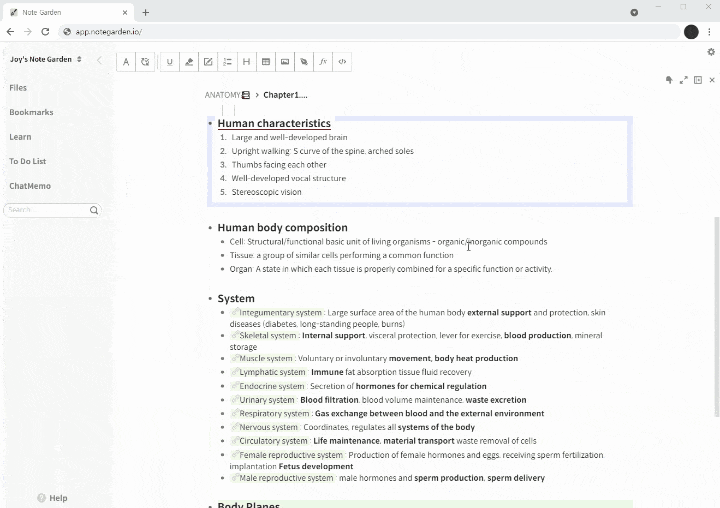 Note Garden
app.notegarden.io/
Joy's Note Garden
Files
Bookmarks
Learn
To Do List
ChatMemo
Search
Help
A
U
H
fx
</>
ANATOMY > Chapter1....
Human characteristics
1. Large and well-developed brain
2. Upright walking: S curve of the spine, arched soles
3. Thumbs facing each other
4. Well-developed vocal structure
5. Stereoscopic vision
Human body composition
Cell: Structural/functional basic unit of living organisms - organic/inorganic compounds
Tissue: a group of similar cells performing a common function
Organ: A state in which each tissue is properly combined for a specific function or activity.
System
Integumentary system : Large surface area of the human body external support and protection, skin
diseases (diabetes, long-standing people, burns)
Skeletal system : Internal support, visceral protection, lever for exercise, blood production, mineral
storage
Muscle system : Voluntary or involuntary movement, body heat production
Lymphatic system : Immune fat absorption tissue fluid recovery
Endocrine system : Secretion of hormones for chemical regulation
Urinary system : Blood filtration, blood volume maintenance, waste excretion
Respiratory system : Gas exchange between blood and the external environment
Nervous system : Coordinates, regulates all systems of the body
Circulatory system : Life maintenance, material transport waste removal of cells
Female reproductive system : Production of female hormones and eggs, receiving sperm fertilization,
implantation Fetus development
Male reproductive system : male hormones and sperm production, sperm delivery
Body Planes